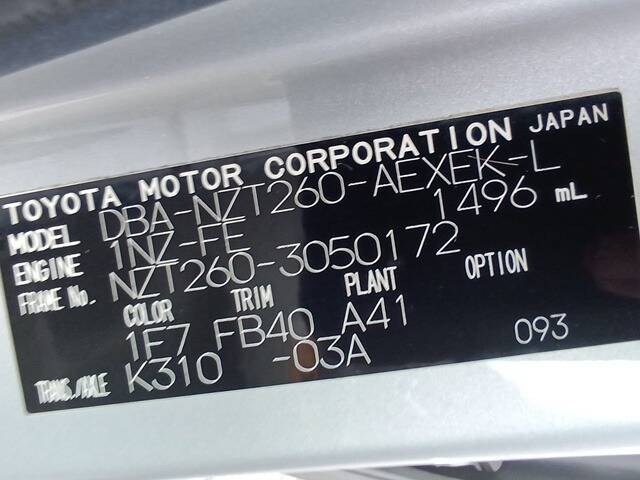 TOYOTA MOTOR CORPORATION JAPAN
MODEL DBA-NZT260-AEXEK-L
ENGINE 1NZ-FE 1496 mL
FRAME No. NZT260-3050172
COLOR TRIM PLANT OPTION
1F7 FB40 A41
TRANS./AXLE K310 -03A 093